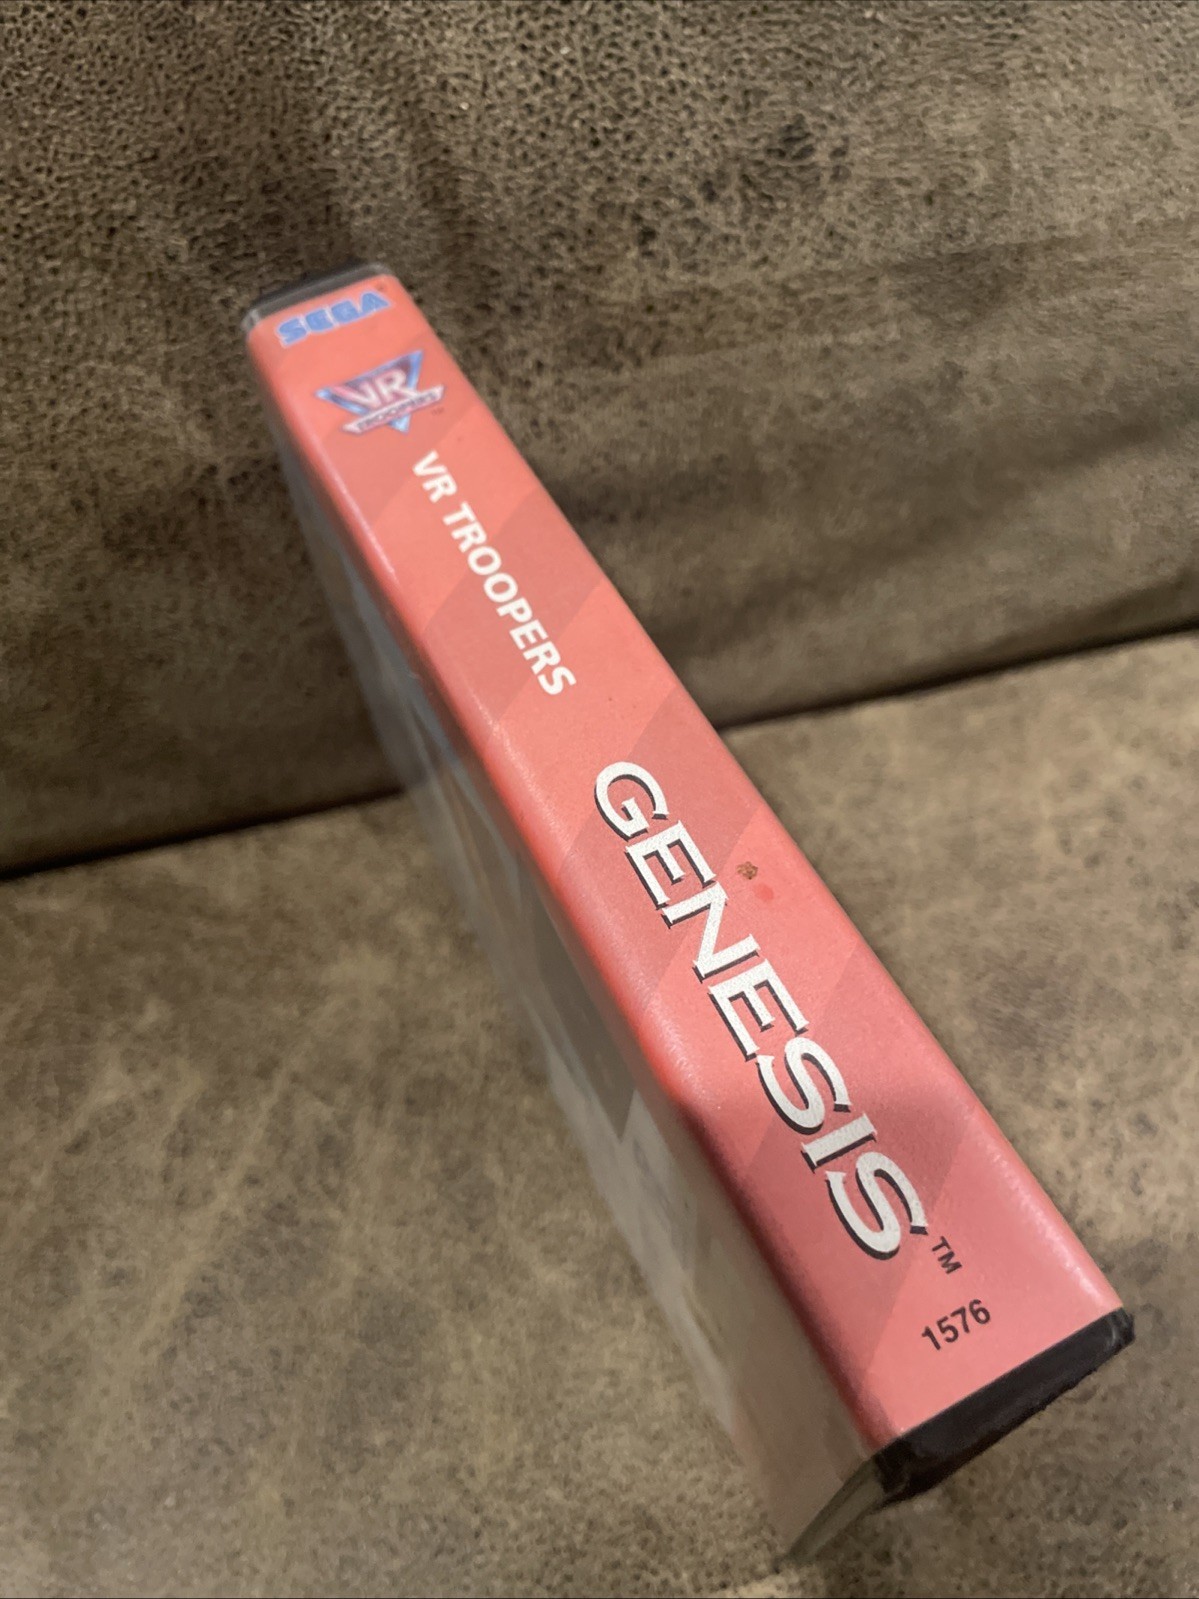 SEGA
VR
TROOPERS
VR TROOPERS
GENESIS™
1576